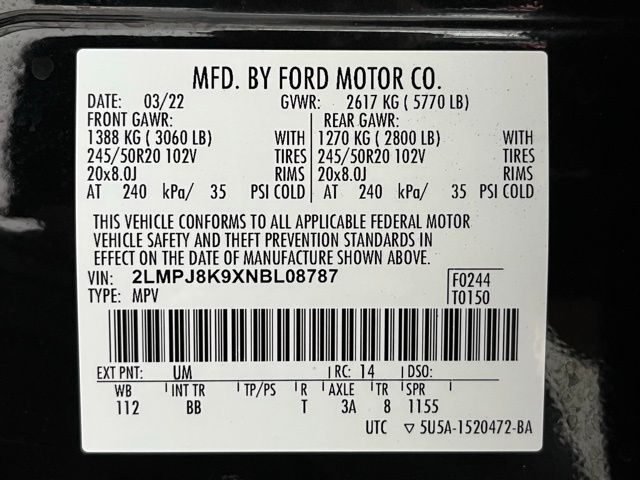 MFD. BY FORD MOTOR CO.
DATE: 03/22 GVWR: 2617 KG ( 5770 LB)
FRONT GAWR: REAR GAWR:
1388 KG ( 3060 LB) WITH 1270 KG ( 2800 LB) WITH
245/50R20 102V TIRES 245/50R20 102V TIRES
20x8.0J RIMS 20x8.0J RIMS
AT 240 kPa/ 35 PSI COLD AT 240 kPa/ 35 PSI COLD
THIS VEHICLE CONFORMS TO ALL APPLICABLE FEDERAL MOTOR
VEHICLE SAFETY AND THEFT PREVENTION STANDARDS IN
EFFECT ON THE DATE OF MANUFACTURE SHOWN ABOVE.
VIN: 2LMPJ8K9XNBL08787 F0244
TYPE: MPV T0150
EXT PNT: UM RC: 14 DSO:
WB INT TR TP/PS R AXLE TR SPR
112 BB T 3A 8 1155
UTC ▽ 5U5A-1520472-BA